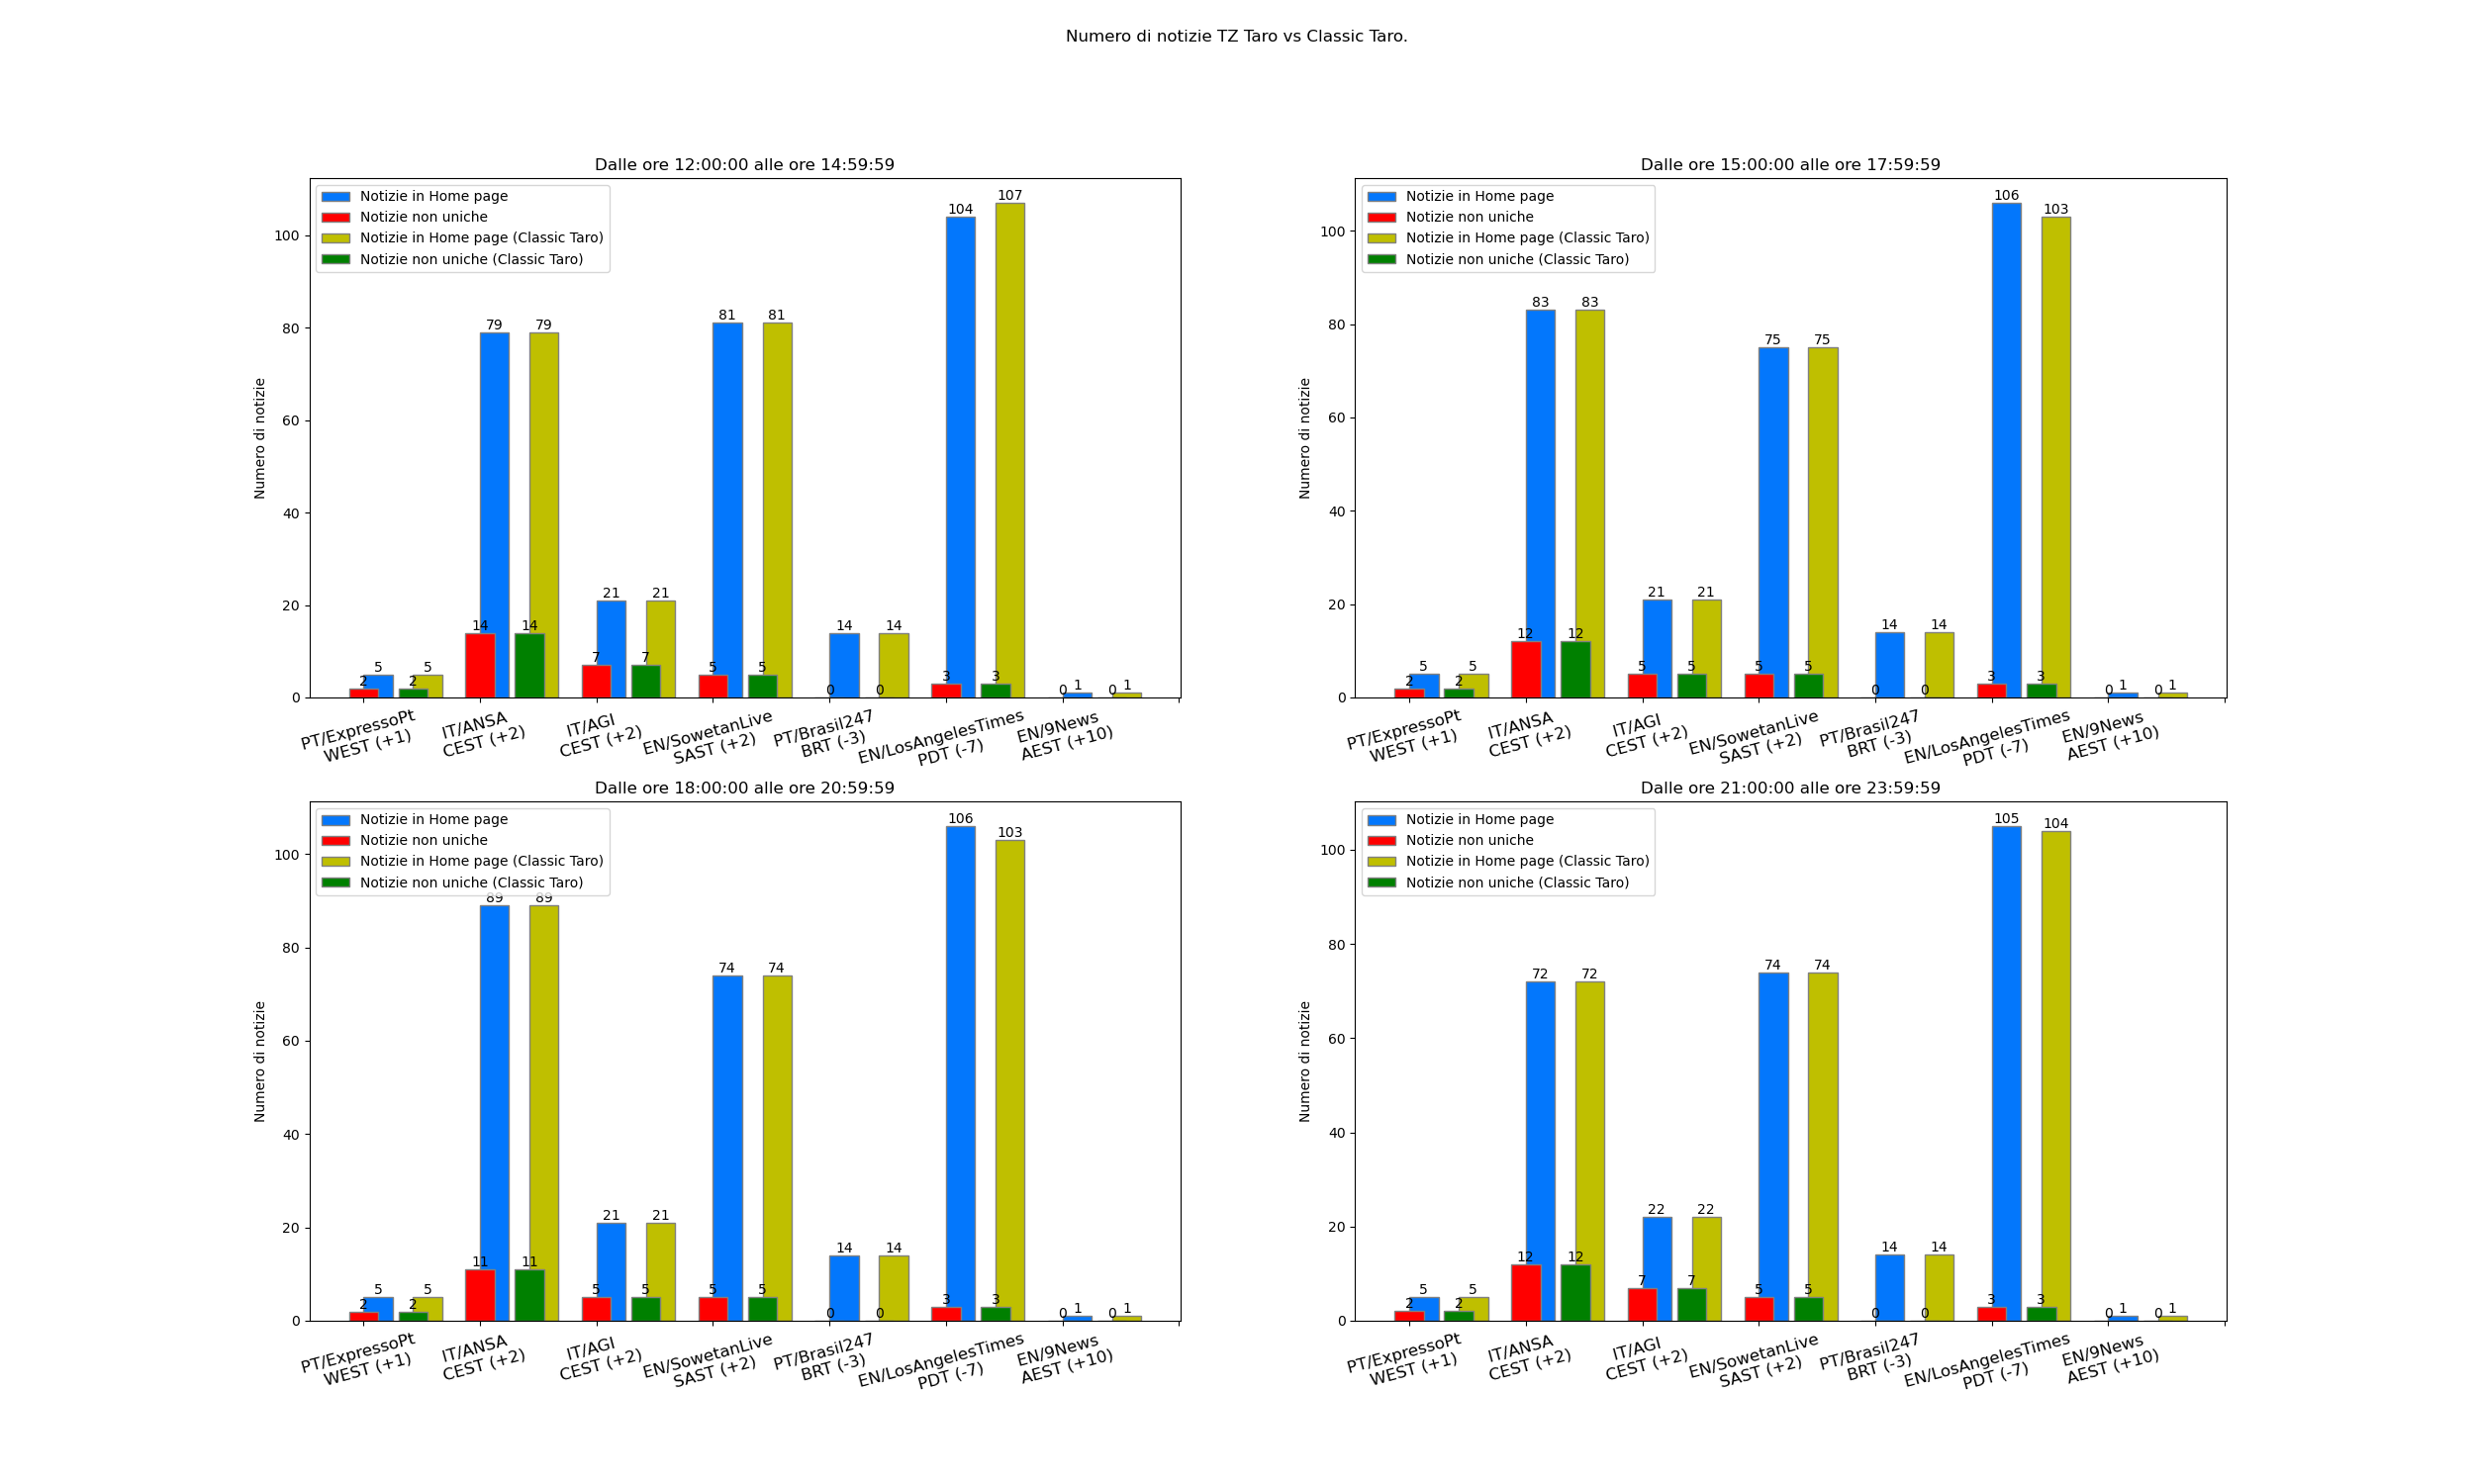 Numero di notizie TZ Taro vs Classic Taro.
Dalle ore 12:00:00 alle ore 14:59:59
Notizie in Home page
Notizie non uniche
Notizie in Home page (Classic Taro)
Notizie non uniche (Classic Taro)
Numero di notizie
100
80
60
40
20
0
2 5 2 5
14 79 14 79
7 21 7 21
5 81 5 81
0 14 0 14
3 104 3 107
0 1 0 1
PT/ExpressoPt
WEST (+1)
IT/ANSA
CEST (+2)
IT/AGI
CEST (+2)
EN/SowetanLive
SAST (+2)
PT/Brasil247
BRT (-3)
EN/LosAngelesTimes
PDT (-7)
EN/9News
AEST (+10)
Dalle ore 15:00:00 alle ore 17:59:59
Notizie in Home page
Notizie non uniche
Notizie in Home page (Classic Taro)
Notizie non uniche (Classic Taro)
Numero di notizie
100
80
60
40
20
0
2 5 2 5
12 83 12 83
5 21 5 21
5 75 5 75
0 14 0 14
3 106 3 103
0 1 0 1
PT/ExpressoPt
WEST (+1)
IT/ANSA
CEST (+2)
IT/AGI
CEST (+2)
EN/SowetanLive
SAST (+2)
PT/Brasil247
BRT (-3)
EN/LosAngelesTimes
PDT (-7)
EN/9News
AEST (+10)
Dalle ore 18:00:00 alle ore 20:59:59
Notizie in Home page
Notizie non uniche
Notizie in Home page (Classic Taro)
Notizie non uniche (Classic Taro)
Numero di notizie
100
80
60
40
20
0
2 5 2 5
11 89 11 89
5 21 5 21
5 74 5 74
0 14 0 14
3 106 3 103
0 1 0 1
PT/ExpressoPt
WEST (+1)
IT/ANSA
CEST (+2)
IT/AGI
CEST (+2)
EN/SowetanLive
SAST (+2)
PT/Brasil247
BRT (-3)
EN/LosAngelesTimes
PDT (-7)
EN/9News
AEST (+10)
Dalle ore 21:00:00 alle ore 23:59:59
Notizie in Home page
Notizie non uniche
Notizie in Home page (Classic Taro)
Notizie non uniche (Classic Taro)
Numero di notizie
100
80
60
40
20
0
2 5 2 5
12 72 12 72
7 22 7 22
5 74 5 74
0 14 0 14
3 105 3 104
0 1 0 1
PT/ExpressoPt
WEST (+1)
IT/ANSA
CEST (+2)
IT/AGI
CEST (+2)
EN/SowetanLive
SAST (+2)
PT/Brasil247
BRT (-3)
EN/LosAngelesTimes
PDT (-7)
EN/9News
AEST (+10)